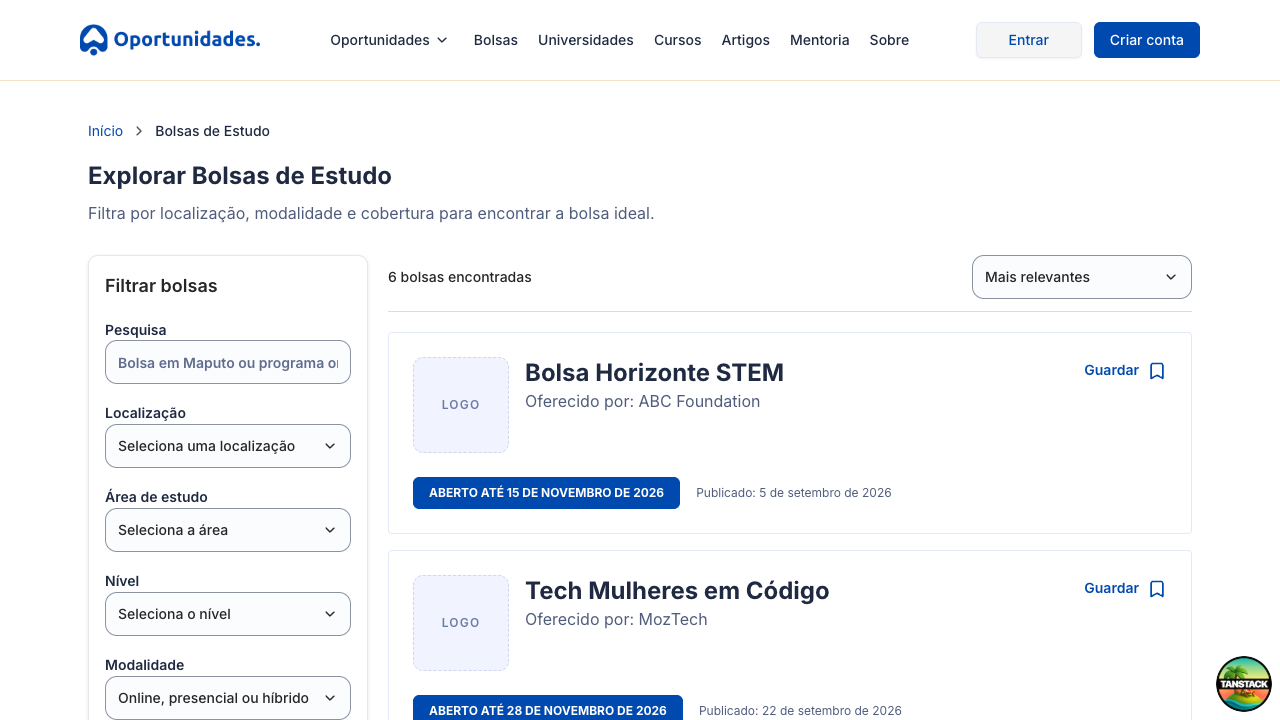 Oportunidades.
Oportunidades
Bolsas
Universidades
Cursos
Artigos
Mentoria
Sobre
Entrar
Criar conta
Início
Bolsas de Estudo
Explorar Bolsas de Estudo
Filtra por localização, modalidade e cobertura para encontrar a bolsa ideal.
Filtrar bolsas
Pesquisa
Bolsa em Maputo ou programa
Localização
Seleciona uma localização
Área de estudo
Seleciona a área
Nível
Seleciona o nível
Modalidade
Online, presencial ou híbrido
6 bolsas encontradas
Mais relevantes
LOGO
Bolsa Horizonte STEM
Oferecido por: ABC Foundation
Guardar
ABERTO ATÉ 15 DE NOVEMBRO DE 2026
Publicado: 5 de setembro de 2026
LOGO
Tech Mulheres em Código
Oferecido por: MozTech
Guardar
ABERTO ATÉ 28 DE NOVEMBRO DE 2026
Publicado: 22 de setembro de 2026
TANSTACK